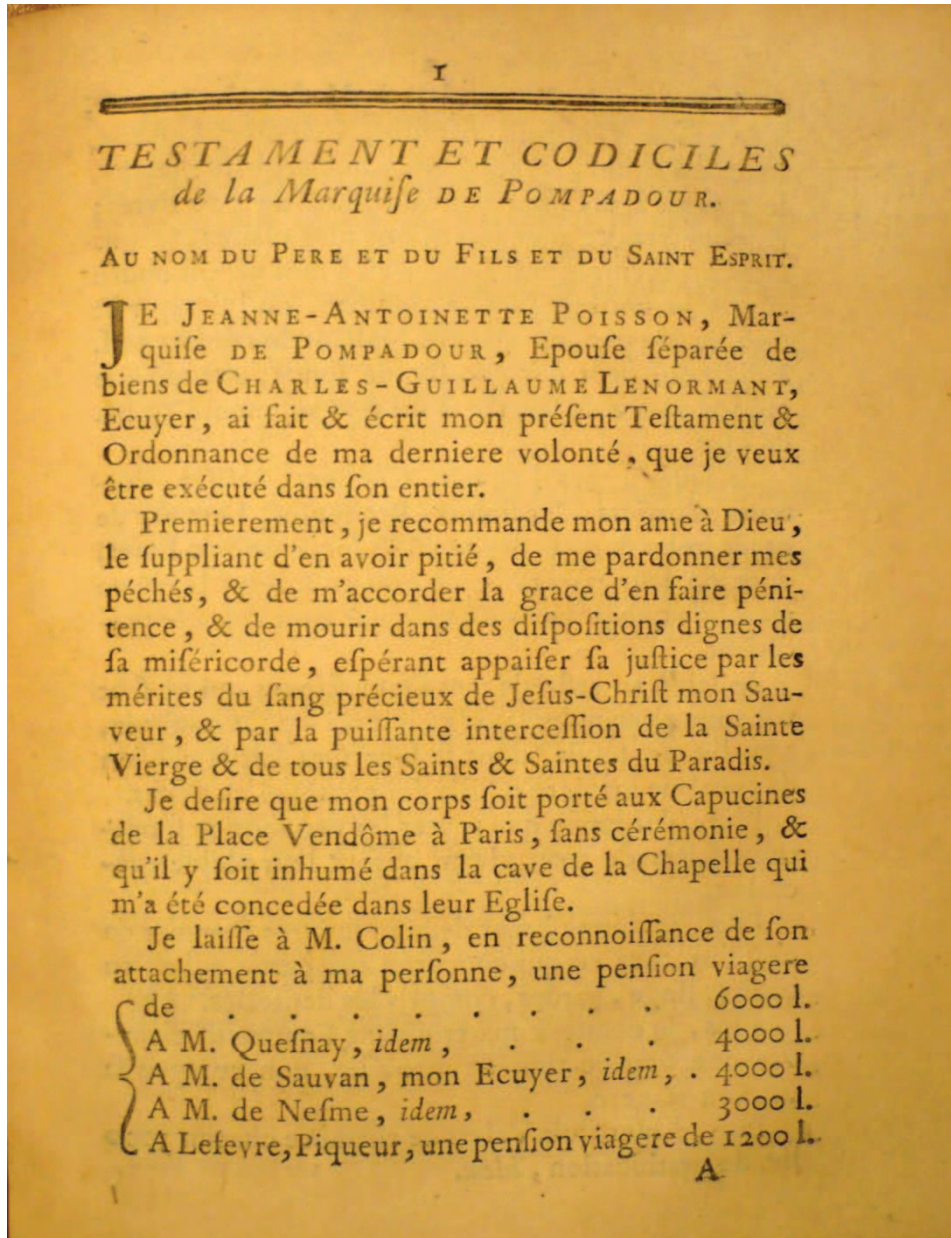 1
TESTAMENT ET CODICILES
de la Marquiſe DE POMPADOUR.
AU NOM DU PERE ET DU FILS ET DU SAINT ESPRIT.
JE JEANNE-ANTOINETTE POISSON, Mar-
quiſe DE POMPADOUR, Epouſe ſéparée de
biens de CHARLES-GUILLAUME LENORMANT,
Ecuyer, ai fait & écrit mon préſent Teſtament &
Ordonnance de ma derniere volonté, que je veux
être exécuté dans ſon entier.
Premierement, je recommande mon ame à Dieu,
le ſuppliant d'en avoir pitié, de me pardonner mes
péchés, & de m'accorder la grace d'en faire péni-
tence, & de mourir dans des diſpoſitions dignes de
ſa miſéricorde, eſpérant appaiſer ſa juſtice par les
mérites du ſang précieux de Jeſus-Chriſt mon Sau-
veur, & par la puiſſante interceſſion de la Sainte
Vierge & de tous les Saints & Saintes du Paradis.
Je deſire que mon corps ſoit porté aux Capucines
de la Place Vendôme à Paris, ſans cérémonie, &
qu'il y ſoit inhumé dans la cave de la Chapelle qui
m'a été concedée dans leur Egliſe.
Je laiſſe à M. Colin, en reconnoiſſance de ſon
attachement à ma perſonne, une penſion viagere
de . . . . . . . . 6000 l.
A M. Queſnay, idem, . . . 4000 l.
A M. de Sauvan, mon Ecuyer, idem, . 4000 l.
A M. de Neſme, idem, . . . 3000 l.
A Lefevre, Piqueur, une penſion viagere de 1200 l.
A